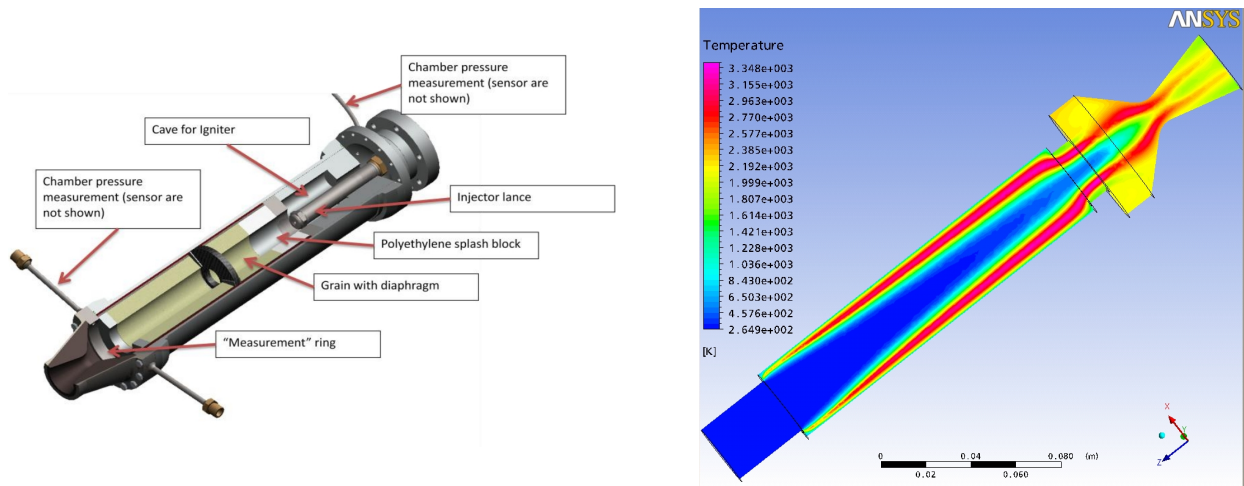 Chamber pressure
measurement (sensor are
not shown)
Cave for Igniter
Chamber pressure
measurement (sensor are
not shown)
Injector lance
Polyethylene splash block
Grain with diaphragm
“Measurement” ring
ANSYS
Temperature
3.348e+003
3.155e+003
2.963e+003
2.770e+003
2.577e+003
2.385e+003
2.192e+003
1.999e+003
1.807e+003
1.614e+003
1.421e+003
1.228e+003
1.036e+003
8.430e+002
6.503e+002
4.576e+002
2.649e+002
[K]
0 0.04 0.080 (m)
0.02 0.060
X
Y
Z